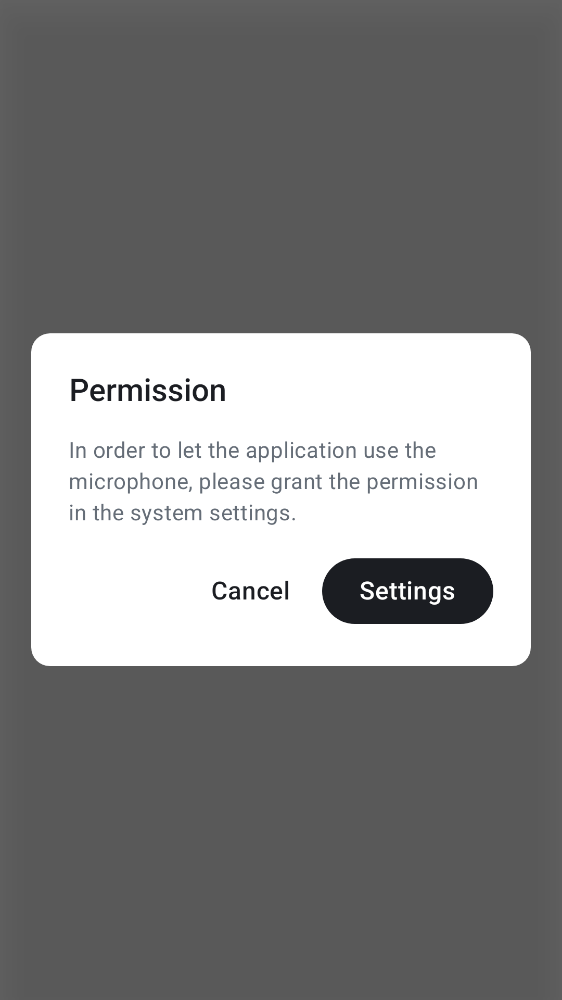 Permission
In order to let the application use the
microphone, please grant the permission
in the system settings.
Cancel
Settings